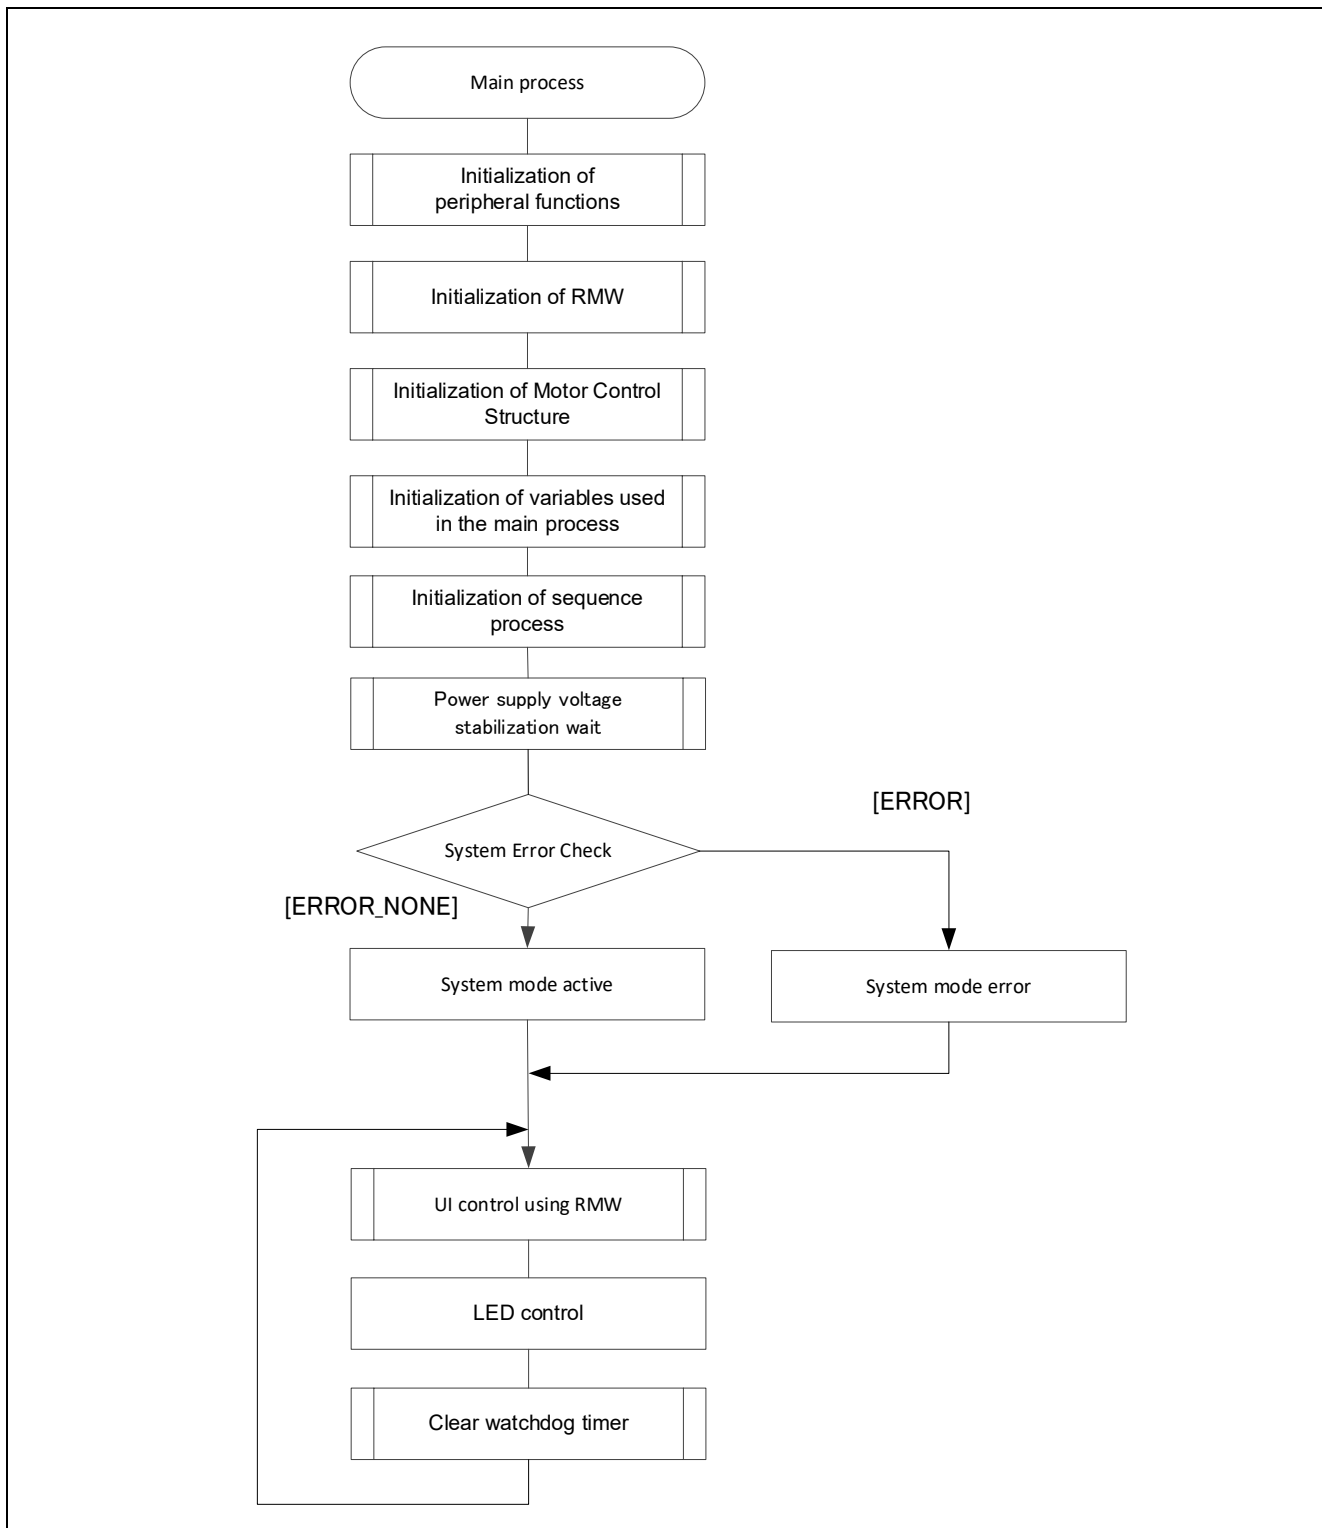 Main process
Initialization of
peripheral functions
Initialization of RMW
Initialization of Motor Control
Structure
Initialization of variables used
in the main process
Initialization of sequence
process
Power supply voltage
stabilization wait
[ERROR]
System Error Check
[ERROR_NONE]
System mode active
System mode error
UI control using RMW
LED control
Clear watchdog timer